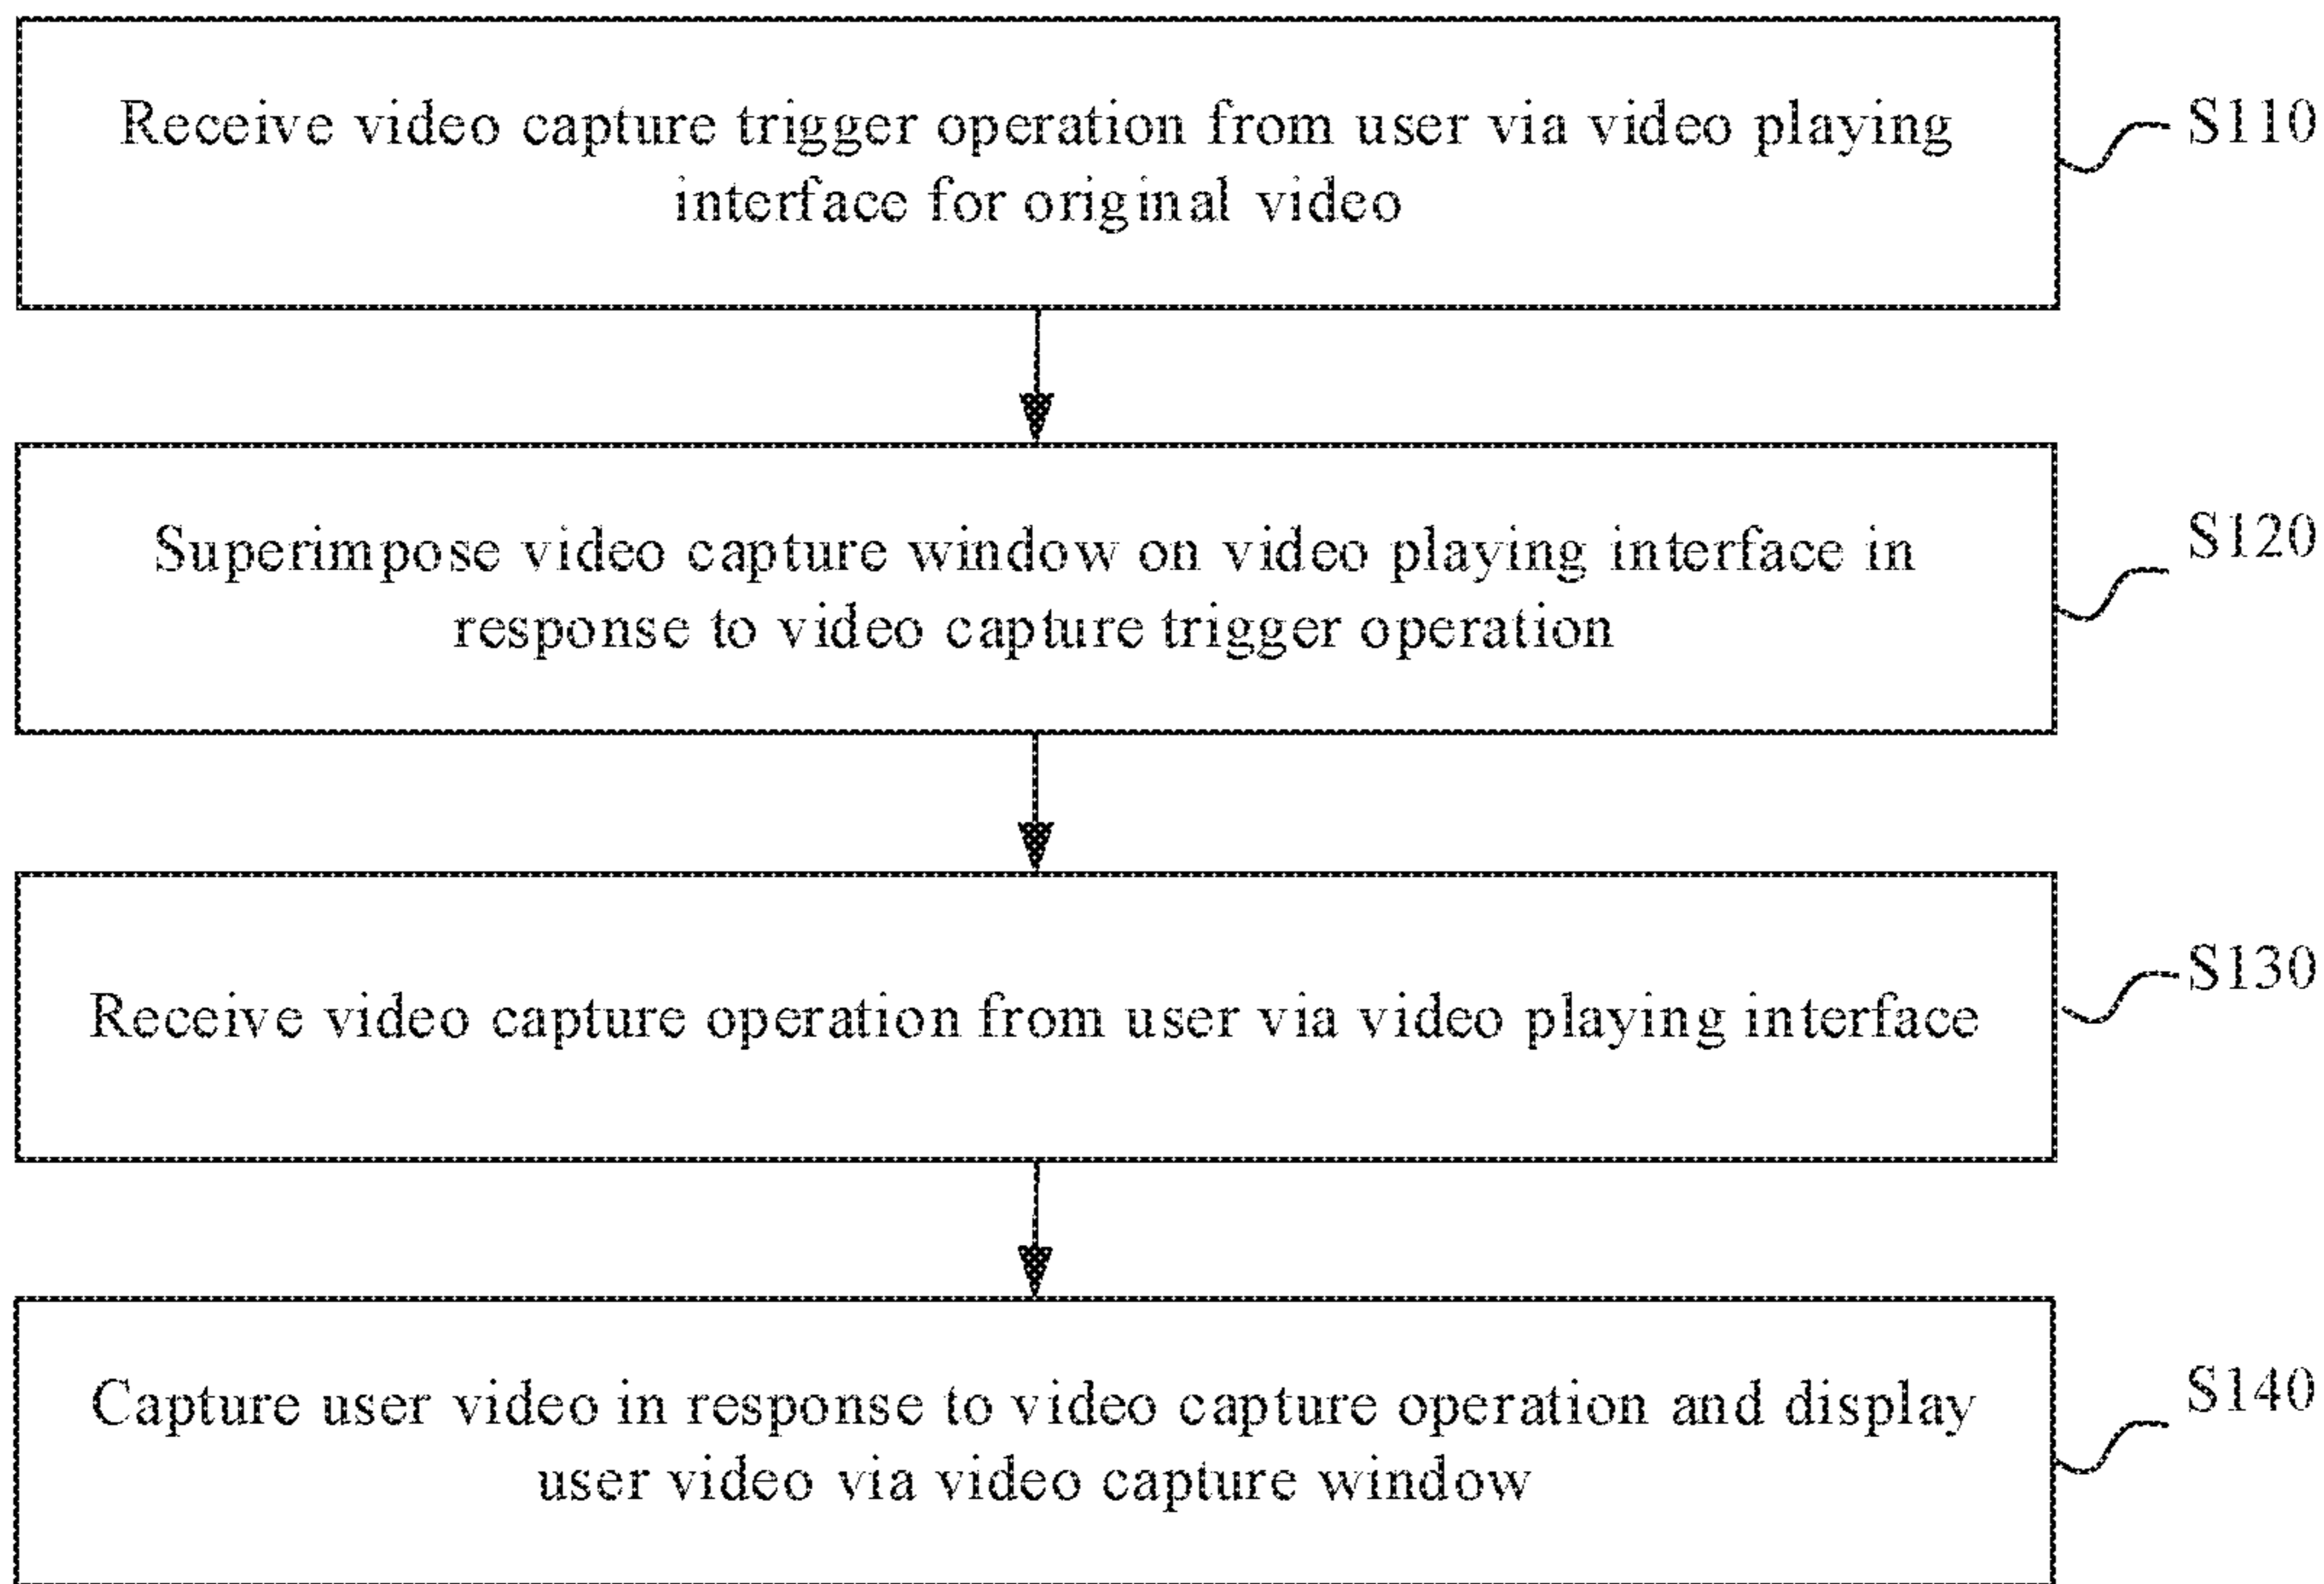 Receive video capture trigger operation from user via video playing
interface for original video
S110
Superimpose video capture window on video playing interface in
response to video capture trigger operation
S120
Receive video capture operation from user via video playing interface
S130
Capture user video in response to video capture operation and display
user video via video capture window
S140